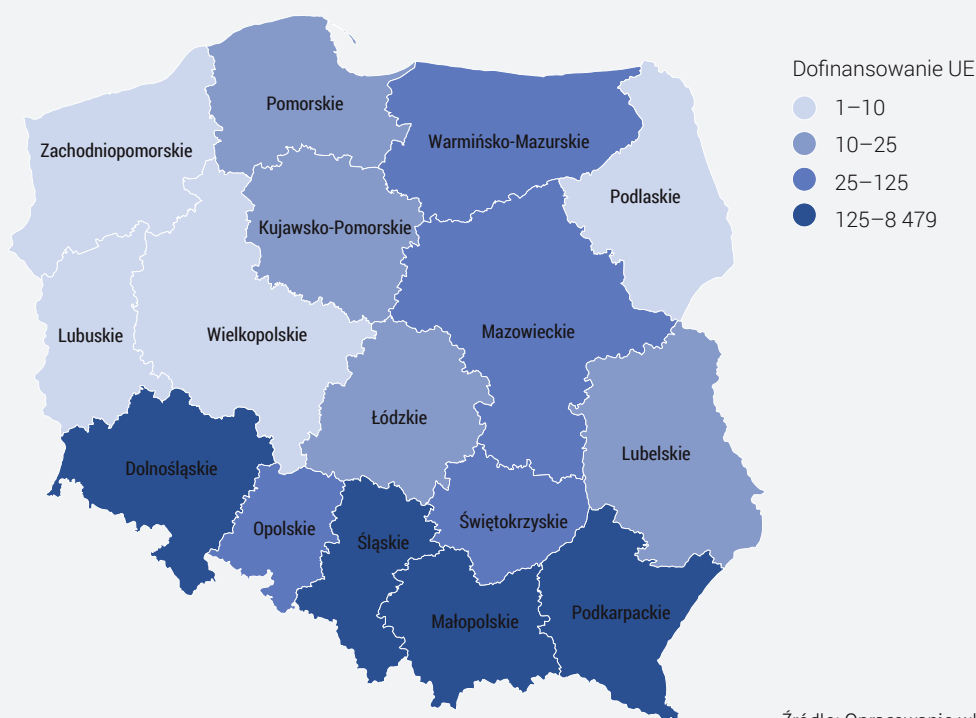 Dofinansowanie UE
1–10
10–25
25–125
125–8 479
Pomorskie
Zachodniopomorskie
Warmińsko-Mazurskie
Podlaskie
Kujawsko-Pomorskie
Lubuskie
Wielkopolskie
Mazowieckie
Łódzkie
Lubelskie
Dolnośląskie
Opolskie
Śląskie
Świętokrzyskie
Małopolskie
Podkarpackie